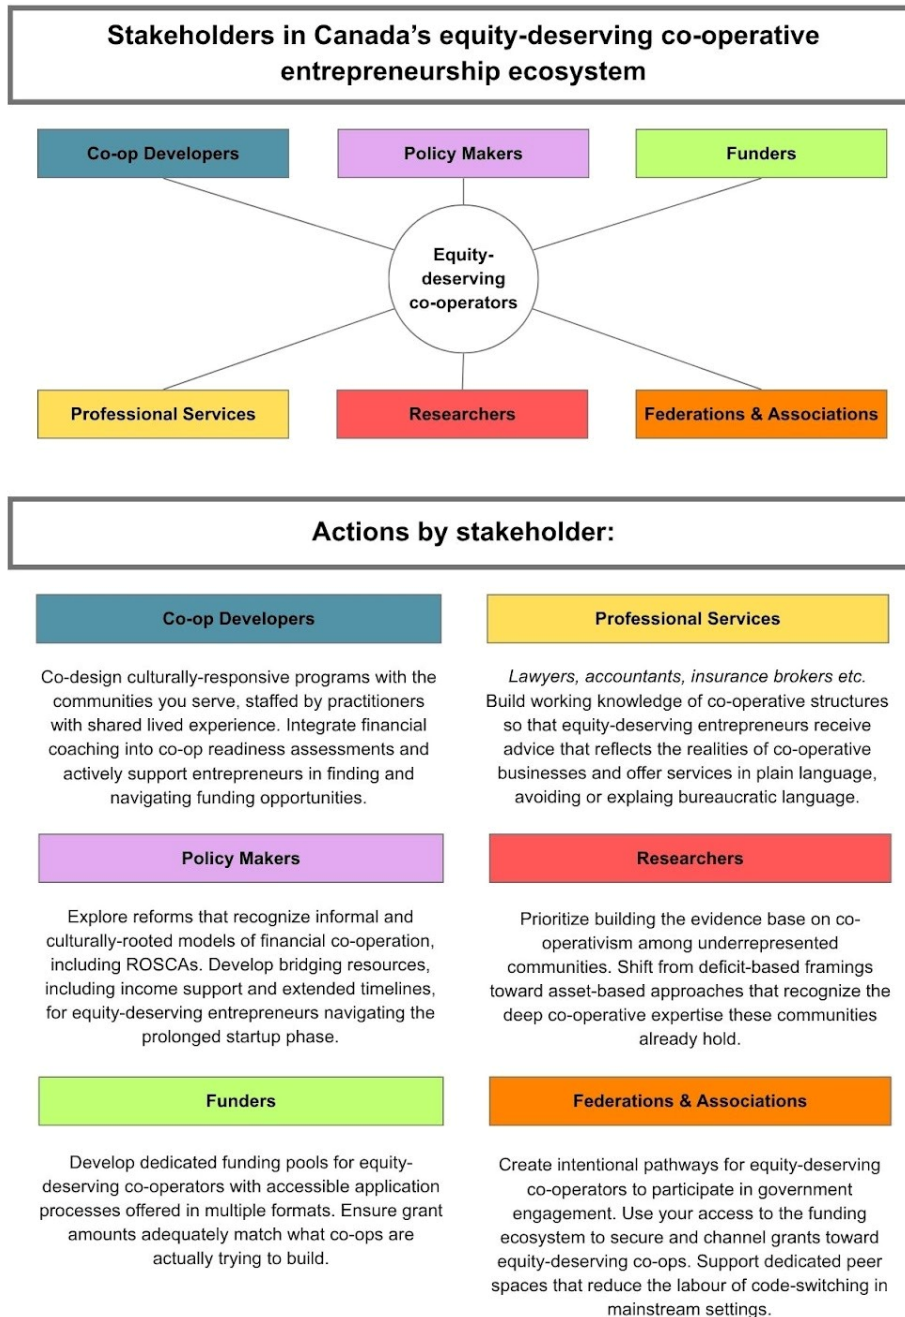 Stakeholders in Canada's equity-deserving co-operative
entrepreneurship ecosystem
Co-op Developers
Policy Makers
Funders
Equity-
deserving
co-operators
Professional Services
Researchers
Federations & Associations
Actions by stakeholder:
Co-op Developers
Co-design culturally-responsive programs with the
communities you serve, staffed by practitioners
with shared lived experience. Integrate financial
coaching into co-op readiness assessments and
actively support entrepreneurs in finding and
navigating funding opportunities.
Professional Services
Lawyers, accountants, insurance brokers etc.
Build working knowledge of co-operative structures
so that equity-deserving entrepreneurs receive
advice that reflects the realities of co-operative
businesses and offer services in plain language,
avoiding or explaing bureaucratic language.
Policy Makers
Explore reforms that recognize informal and
culturally-rooted models of financial co-operation,
including ROSCAs. Develop bridging resources,
including income support and extended timelines,
for equity-deserving entrepreneurs navigating the
prolonged startup phase.
Researchers
Prioritize building the evidence base on co-
operativism among underrepresented
communities. Shift from deficit-based framings
toward asset-based approaches that recognize the
deep co-operative expertise these communities
already hold.
Funders
Develop dedicated funding pools for equity-
deserving co-operators with accessible application
processes offered in multiple formats. Ensure grant
amounts adequately match what co-ops are
actually trying to build.
Federations & Associations
Create intentional pathways for equity-deserving
co-operators to participate in government
engagement. Use your access to the funding
ecosystem to secure and channel grants toward
equity-deserving co-ops. Support dedicated peer
spaces that reduce the labour of code-switching in
mainstream settings.